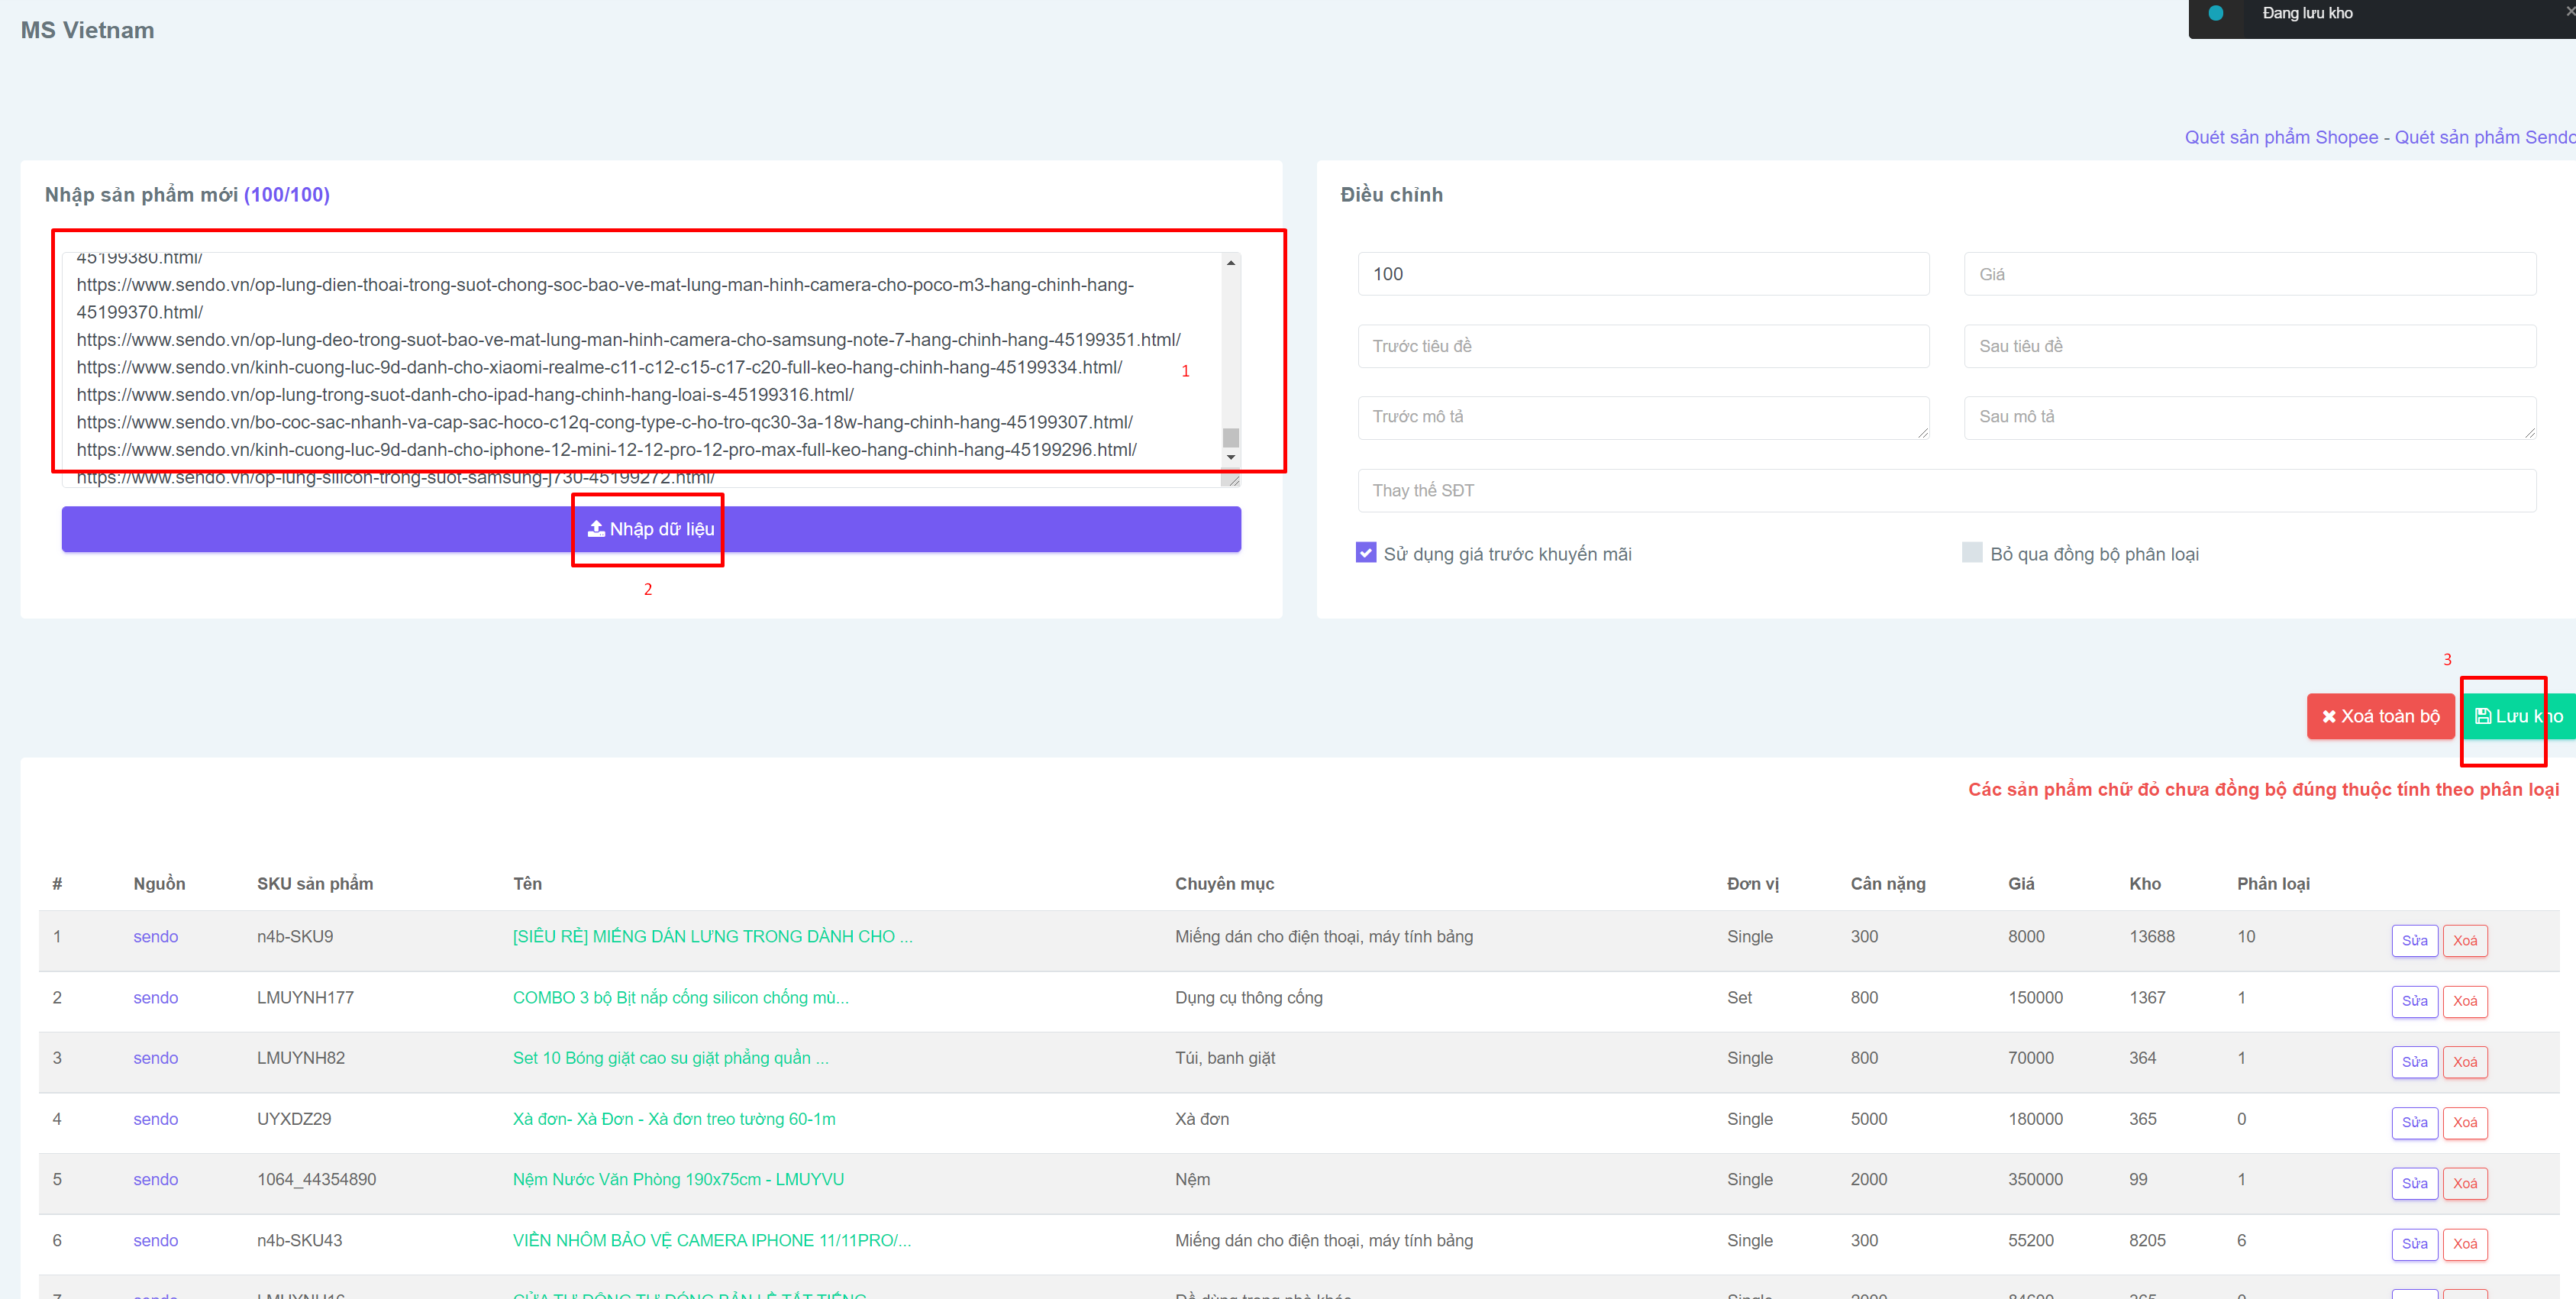 MS Vietnam
Đang lưu kho
Quét sản phẩm Shopee - Quét sản phẩm Sendo
Nhập sản phẩm mới (100/100)
45199380.html/
https://www.sendo.vn/op-lung-dien-thoai-trong-suot-chong-soc-bao-ve-mat-lung-man-hinh-camera-cho-poco-m3-hang-chinh-hang-
45199370.html/
https://www.sendo.vn/op-lung-deo-trong-suot-bao-ve-mat-lung-man-hinh-camera-cho-samsung-note-7-hang-chinh-hang-45199351.html/
https://www.sendo.vn/kinh-cuong-luc-9d-danh-cho-xiaomi-realme-c11-c12-c15-c17-c20-full-keo-hang-chinh-hang-45199334.html/
1
https://www.sendo.vn/op-lung-trong-suot-danh-cho-ipad-hang-chinh-hang-loai-s-45199316.html/
https://www.sendo.vn/bo-coc-sac-nhanh-va-cap-sac-hoco-c12q-cong-type-c-ho-tro-qc30-3a-18w-hang-chinh-hang-45199307.html/
https://www.sendo.vn/kinh-cuong-luc-9d-danh-cho-iphone-12-mini-12-12-pro-12-pro-max-full-keo-hang-chinh-hang-45199296.html/
https://www.sendo.vn/op-lung-silicon-trong-suot-samsung-j730-45199272.html/
Nhập dữ liệu
2
Điều chỉnh
100
Giá
Trước tiêu đề
Sau tiêu đề
Trước mô tả
Sau mô tả
Thay thế SĐT
Sử dụng giá trước khuyến mãi
Bỏ qua đồng bộ phân loại
3
Xoá toàn bộ
Lưu kho
Các sản phẩm chữ đỏ chưa đồng bộ đúng thuộc tính theo phân loại
# Nguồn SKU sản phẩm Tên Chuyên mục Đơn vị Cân nặng Giá Kho Phân loại
1 sendo n4b-SKU9 [SIÊU RẺ] MIẾNG DÁN LƯNG TRONG DÀNH CHO ... Miếng dán cho điện thoại, máy tính bảng Single 300 8000 13688 10 Sửa Xoá
2 sendo LMUYNH177 COMBO 3 bộ Bịt nắp cống silicon chống mù... Dụng cụ thông cống Set 800 150000 1367 1 Sửa Xoá
3 sendo LMUYNH82 Set 10 Bóng giặt cao su giặt phẳng quần ... Túi, banh giặt Single 800 70000 364 1 Sửa Xoá
4 sendo UYXDZ29 Xà đơn- Xà Đơn - Xà đơn treo tường 60-1m Xà đơn Single 5000 180000 365 0 Sửa Xoá
5 sendo 1064_44354890 Nệm Nước Văn Phòng 190x75cm - LMUYVU Nệm Single 2000 350000 99 1 Sửa Xoá
6 sendo n4b-SKU43 VIỀN NHÔM BẢO VỆ CAMERA IPHONE 11/11PRO/... Miếng dán cho điện thoại, máy tính bảng Single 300 55200 8205 6 Sửa Xoá